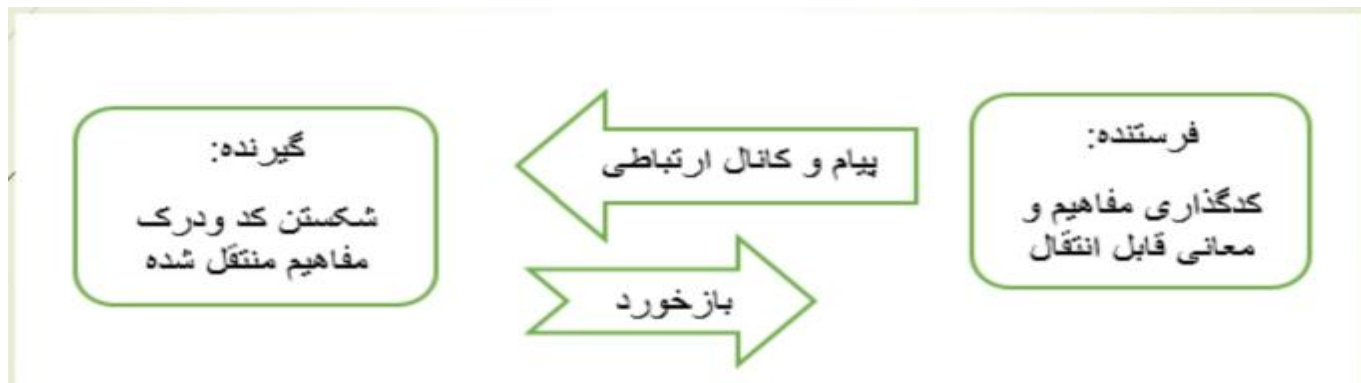 فرستنده:
کدگذاری مفاهیم و
معانی قابل انتقال
پیام و کانال ارتباطی
بازخورد
گیرنده:
شکستن کد ودرک
مفاهیم منتقل شده